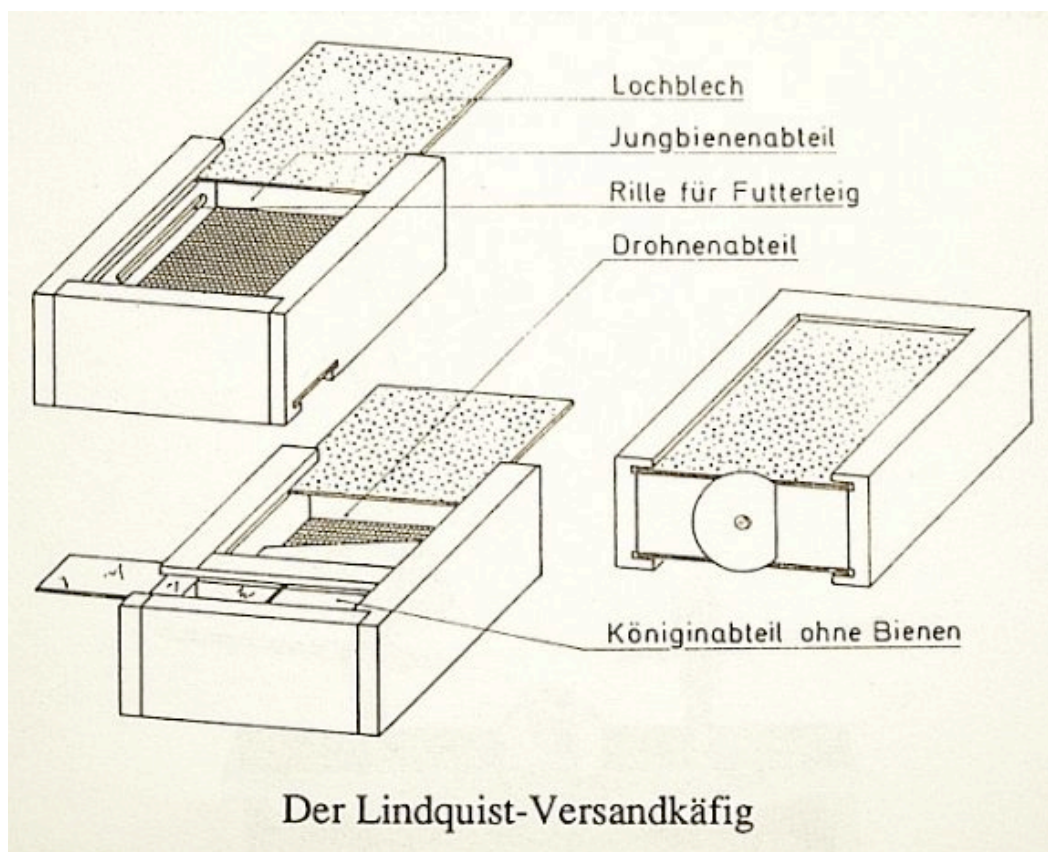 Lochblech
Jungbienenabteil
Rille für Futterteig
Drohnenabteil
Königinabteil ohne Bienen
Der Lindquist-Versandkäfig